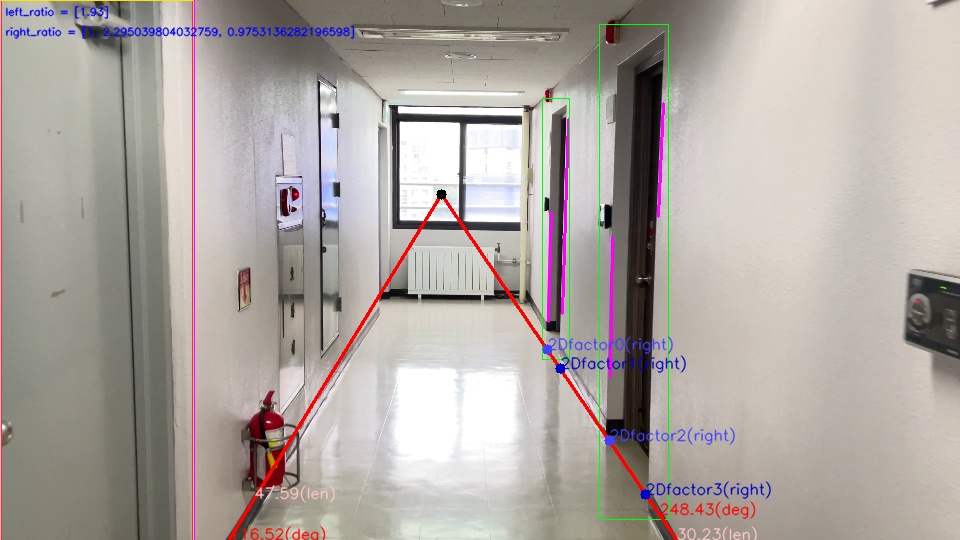 left_ratio = [1.93]
right_ratio = [1, 2.295039804032759, 0.9753136282196598]
2Dfactor0(right)
2Dfactor1(right)
2Dfactor2(right)
2Dfactor3(right)
47.59(len)
248.43(deg)
16.52(deg)
30.23(len)